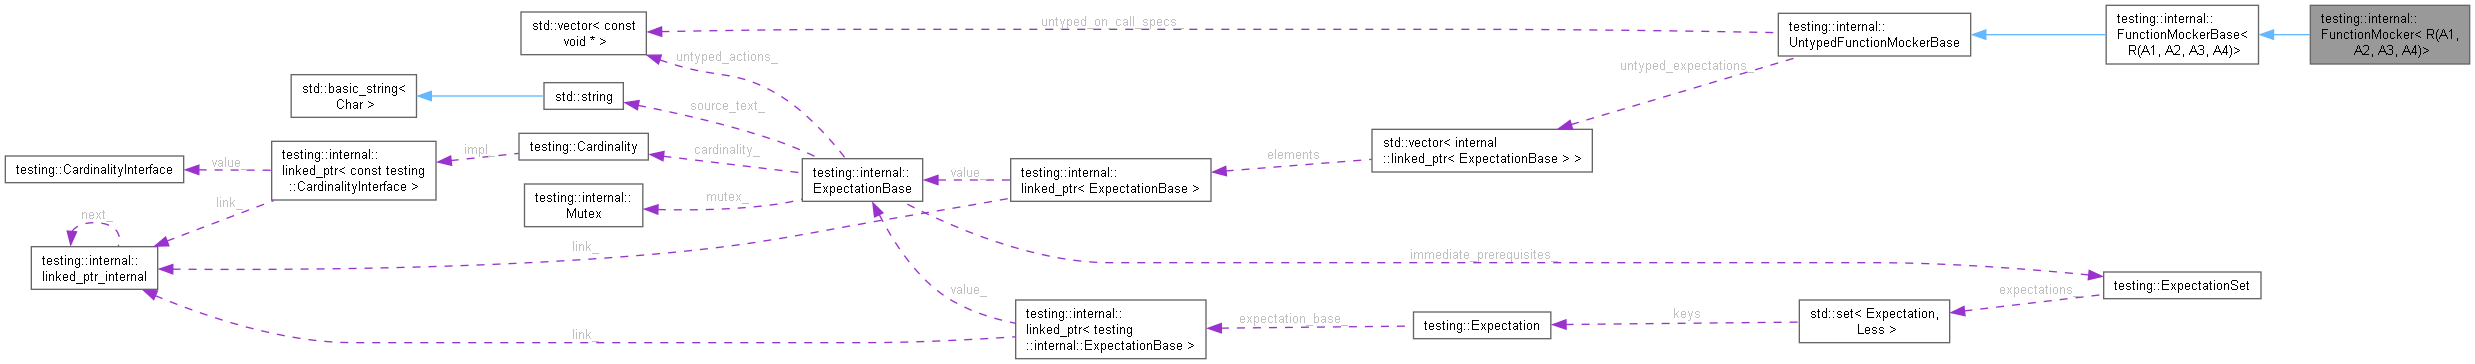 std::vector< const
void * >
untyped_on_call_specs_
testing::internal::
UntypedFunctionMockerBase
testing::internal::
FunctionMockerBase<
R(A1, A2, A3, A4)>
testing::internal::
FunctionMocker< R(A1,
A2, A3, A4)>
untyped_actions_
untyped_expectations_
std::basic_string<
Char >
std::string
source_text_
testing::CardinalityInterface
value_
testing::internal::
linked_ptr< const testing
::CardinalityInterface >
impl_
testing::Cardinality
cardinality_
testing::internal::
ExpectationBase
value_
testing::internal::
linked_ptr< ExpectationBase >
elements
std::vector< internal
::linked_ptr< ExpectationBase > >
testing::internal::
Mutex
mutex_
link_
next_
testing::internal::
linked_ptr_internal
link_
immediate_prerequisites_
value_
link_
testing::internal::
linked_ptr< testing
::internal::ExpectationBase >
expectation_base_
testing::Expectation
keys
std::set< Expectation,
Less >
expectations_
testing::ExpectationSet